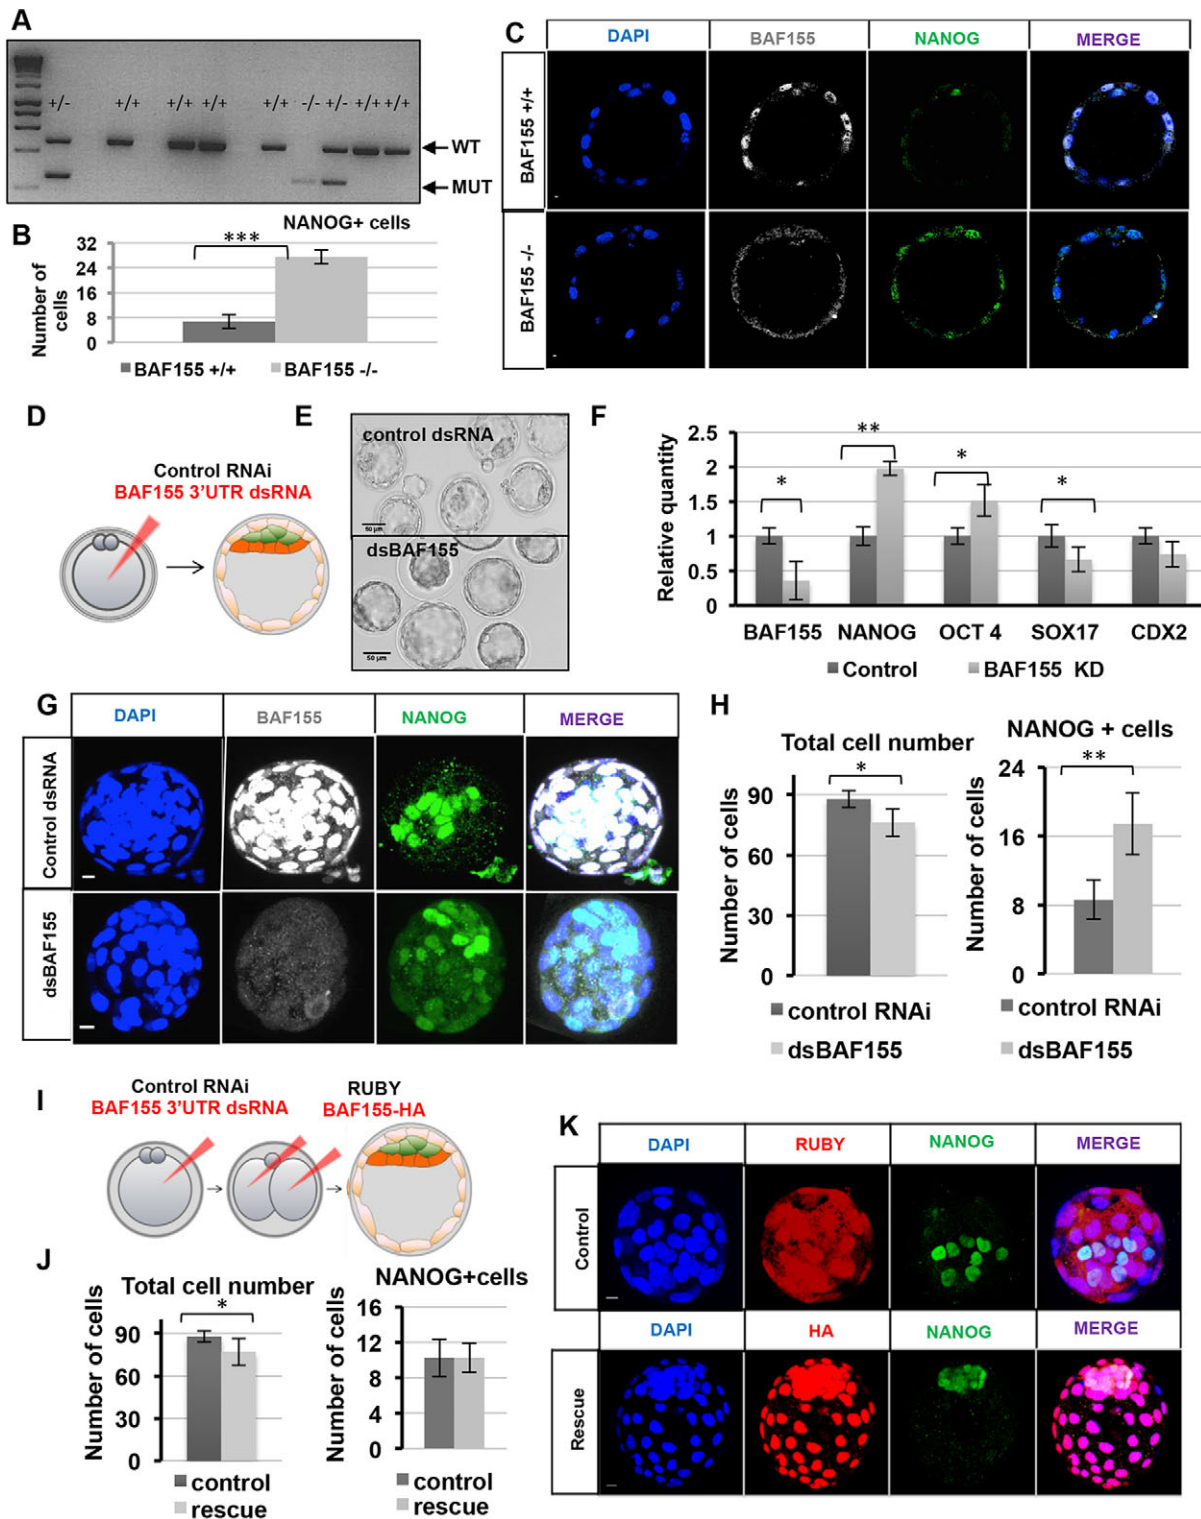 A
+/- +/+ +/+ +/+ +/+ -/- +/- +/+ +/+
WT
MUT
B
NANOG+ cells
***
Number of
cells
32
24
16
8
0
BAF155 +/+ BAF155 -/-
C
DAPI BAF155 NANOG MERGE
BAF155 +/+
BAF155 -/-
D
Control RNAi
BAF155 3'UTR dsRNA
E
control dsRNA
50 µm
dsBAF155
50 µm
F
Relative quantity
2.5
2
1.5
1
0.5
0
* ** * *
BAF155 NANOG OCT 4 SOX17 CDX2
Control BAF155 KD
G
DAPI BAF155 NANOG MERGE
Control dsRNA
dsBAF155
H
Total cell number
*
Number of cells
90
60
30
0
control RNAi
dsBAF155
NANOG + cells
**
Number of cells
24
16
8
0
control RNAi
dsBAF155
I
Control RNAi
BAF155 3'UTR dsRNA
RUBY
BAF155-HA
J
Total cell number
*
Number of cells
90
60
30
0
control
rescue
NANOG+cells
Number of cells
16
12
8
4
0
control
rescue
K
DAPI RUBY NANOG MERGE
Control
DAPI HA NANOG MERGE
Rescue